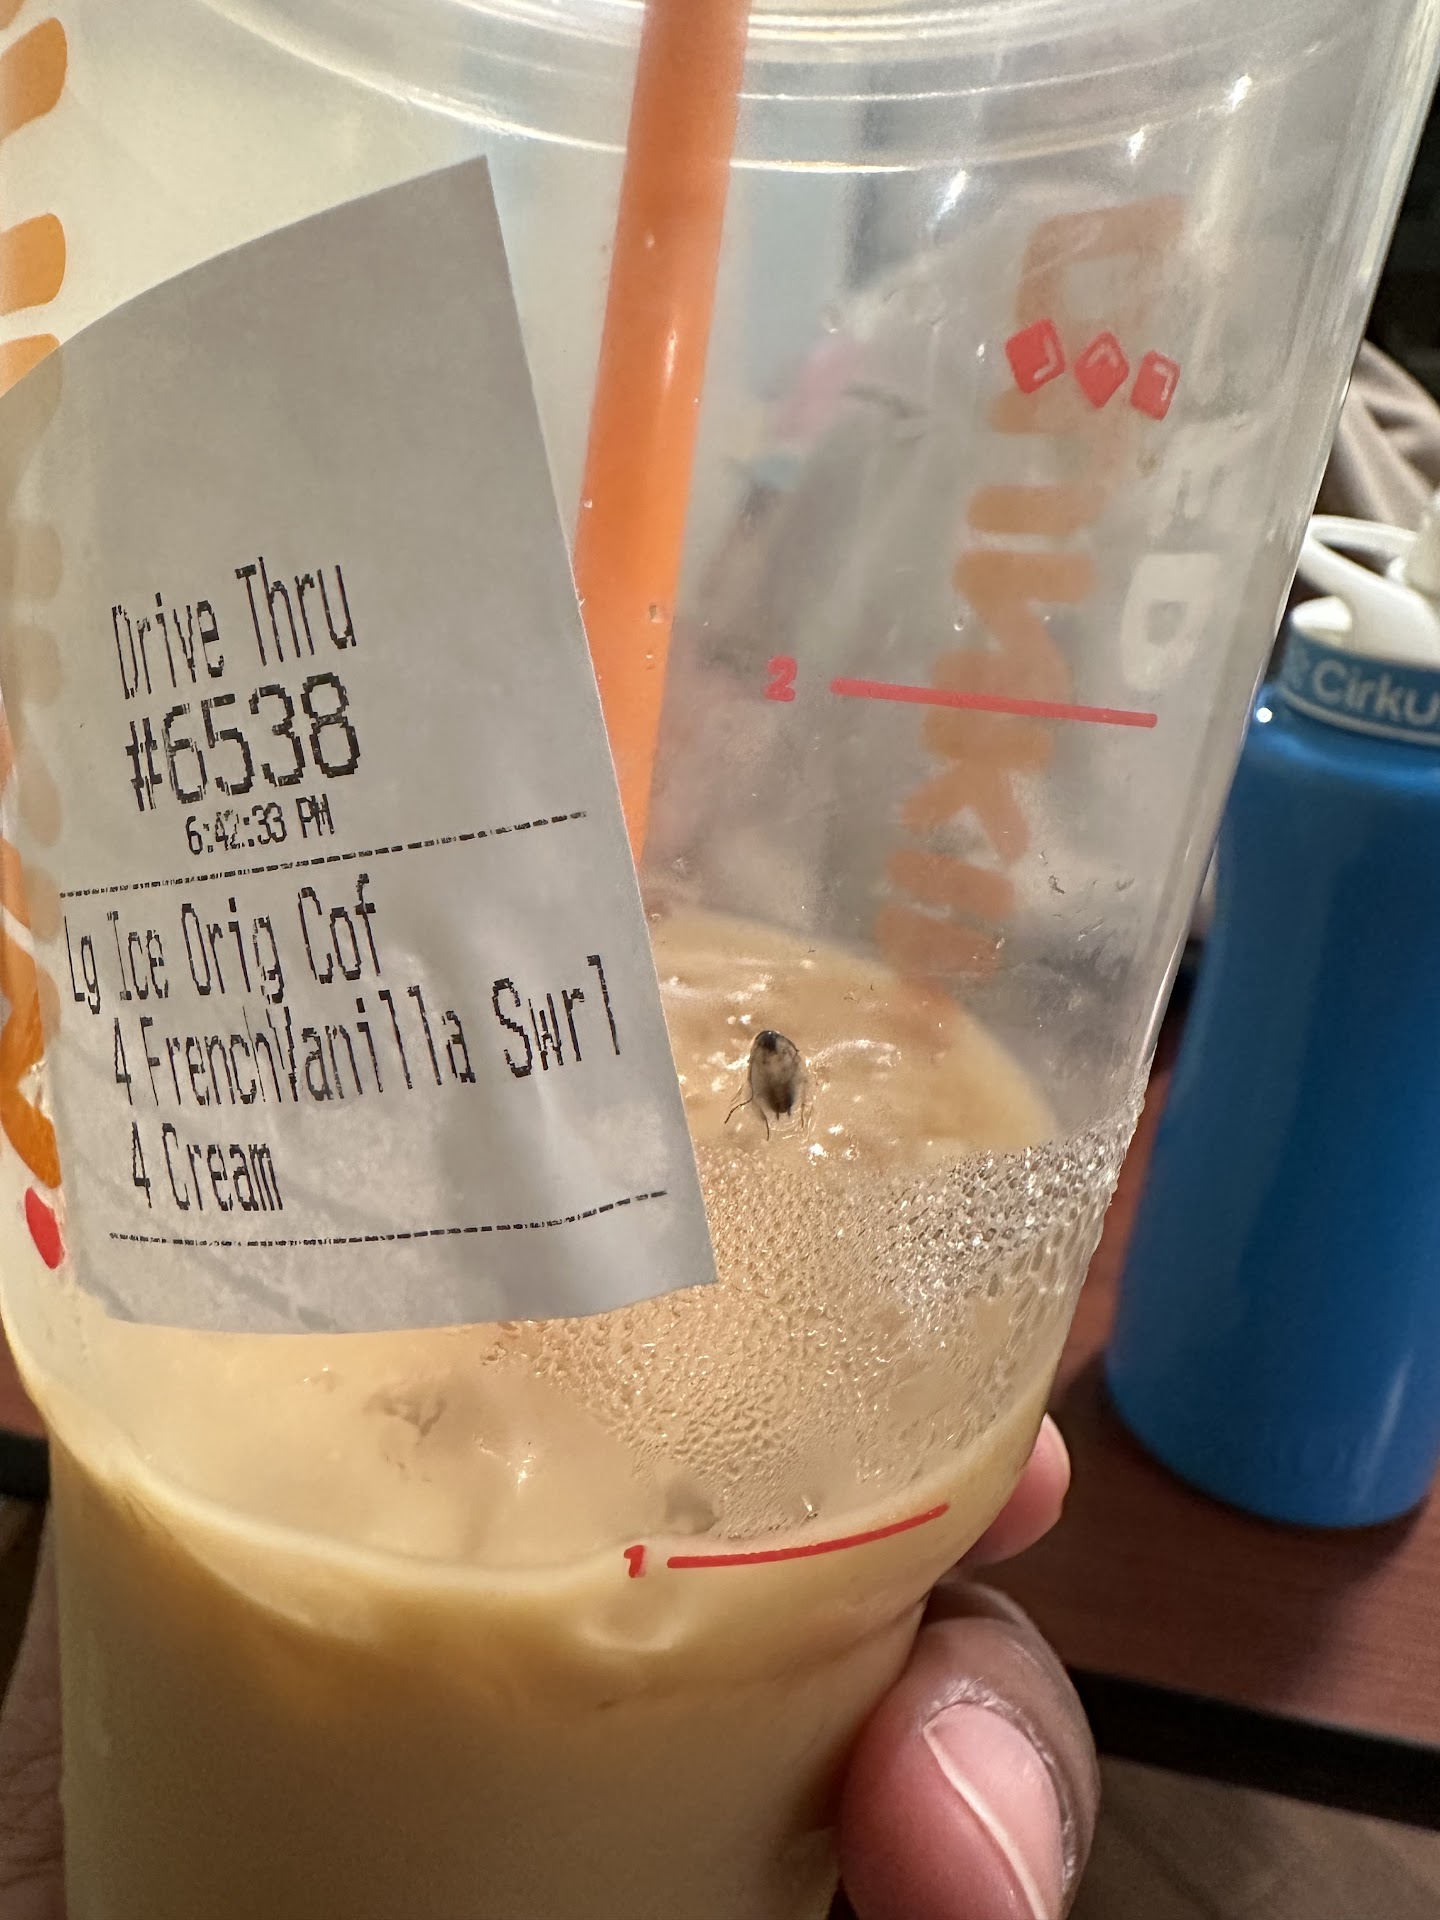 Drive Thru
#6538
6:42:33 PM
Lg Ice Orig Cof
4 FrenchVanilla Swrl
4 Cream
2
1
Cirku